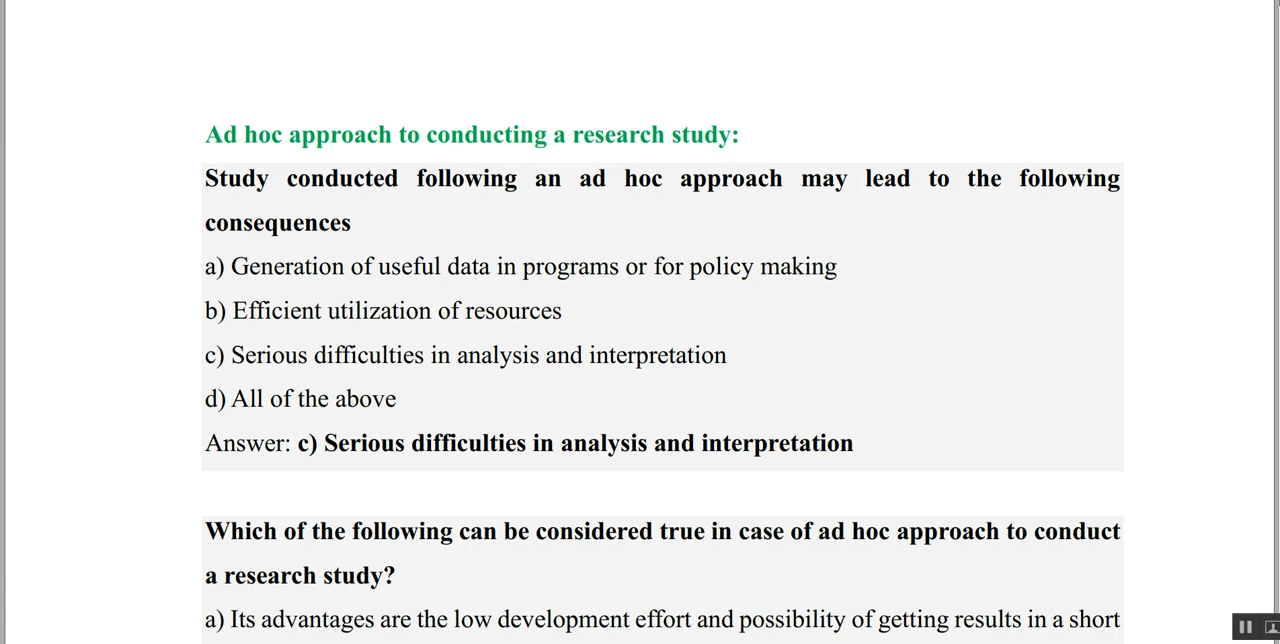 Ad hoc approach to conducting a research study:
Study conducted following an ad hoc approach may lead to the following
consequences
a) Generation of useful data in programs or for policy making
b) Efficient utilization of resources
c) Serious difficulties in analysis and interpretation
d) All of the above
Answer: c) Serious difficulties in analysis and interpretation
Which of the following can be considered true in case of ad hoc approach to conduct
a research study?
a) Its advantages are the low development effort and possibility of getting results in a short